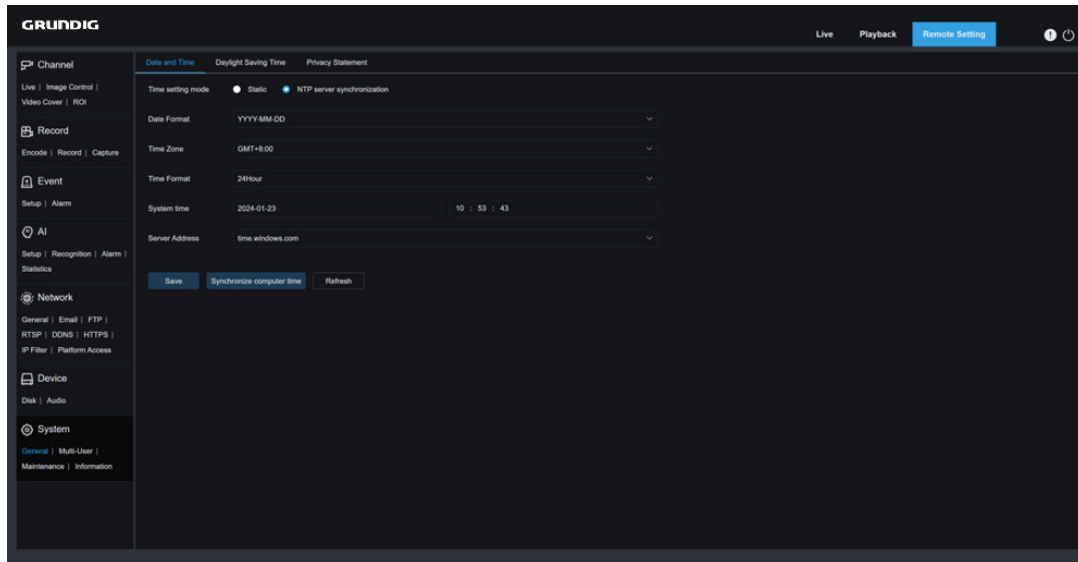 GRUNDIG
Live Playback Remote Setting
Channel
Live | Image Control |
Video Cover | ROI
Record
Encode | Record | Capture
Event
Setup | Alarm
AI
Setup | Recognition | Alarm |
Statistics
Network
General | Email | FTP |
RTSP | DDNS | HTTPS |
IP Filter | Platform Access
Device
Disk | Audio
System
General | Multi-User |
Maintenance | Information
Date and Time Daylight Saving Time Privacy Statement
Time setting mode Static NTP server synchronization
Date Format YYYY-MM-DD
Time Zone GMT+8:00
Time Format 24Hour
System time 2024-01-23 10 : 53 : 43
Server Address time.windows.com
Save Synchronize computer time Refresh